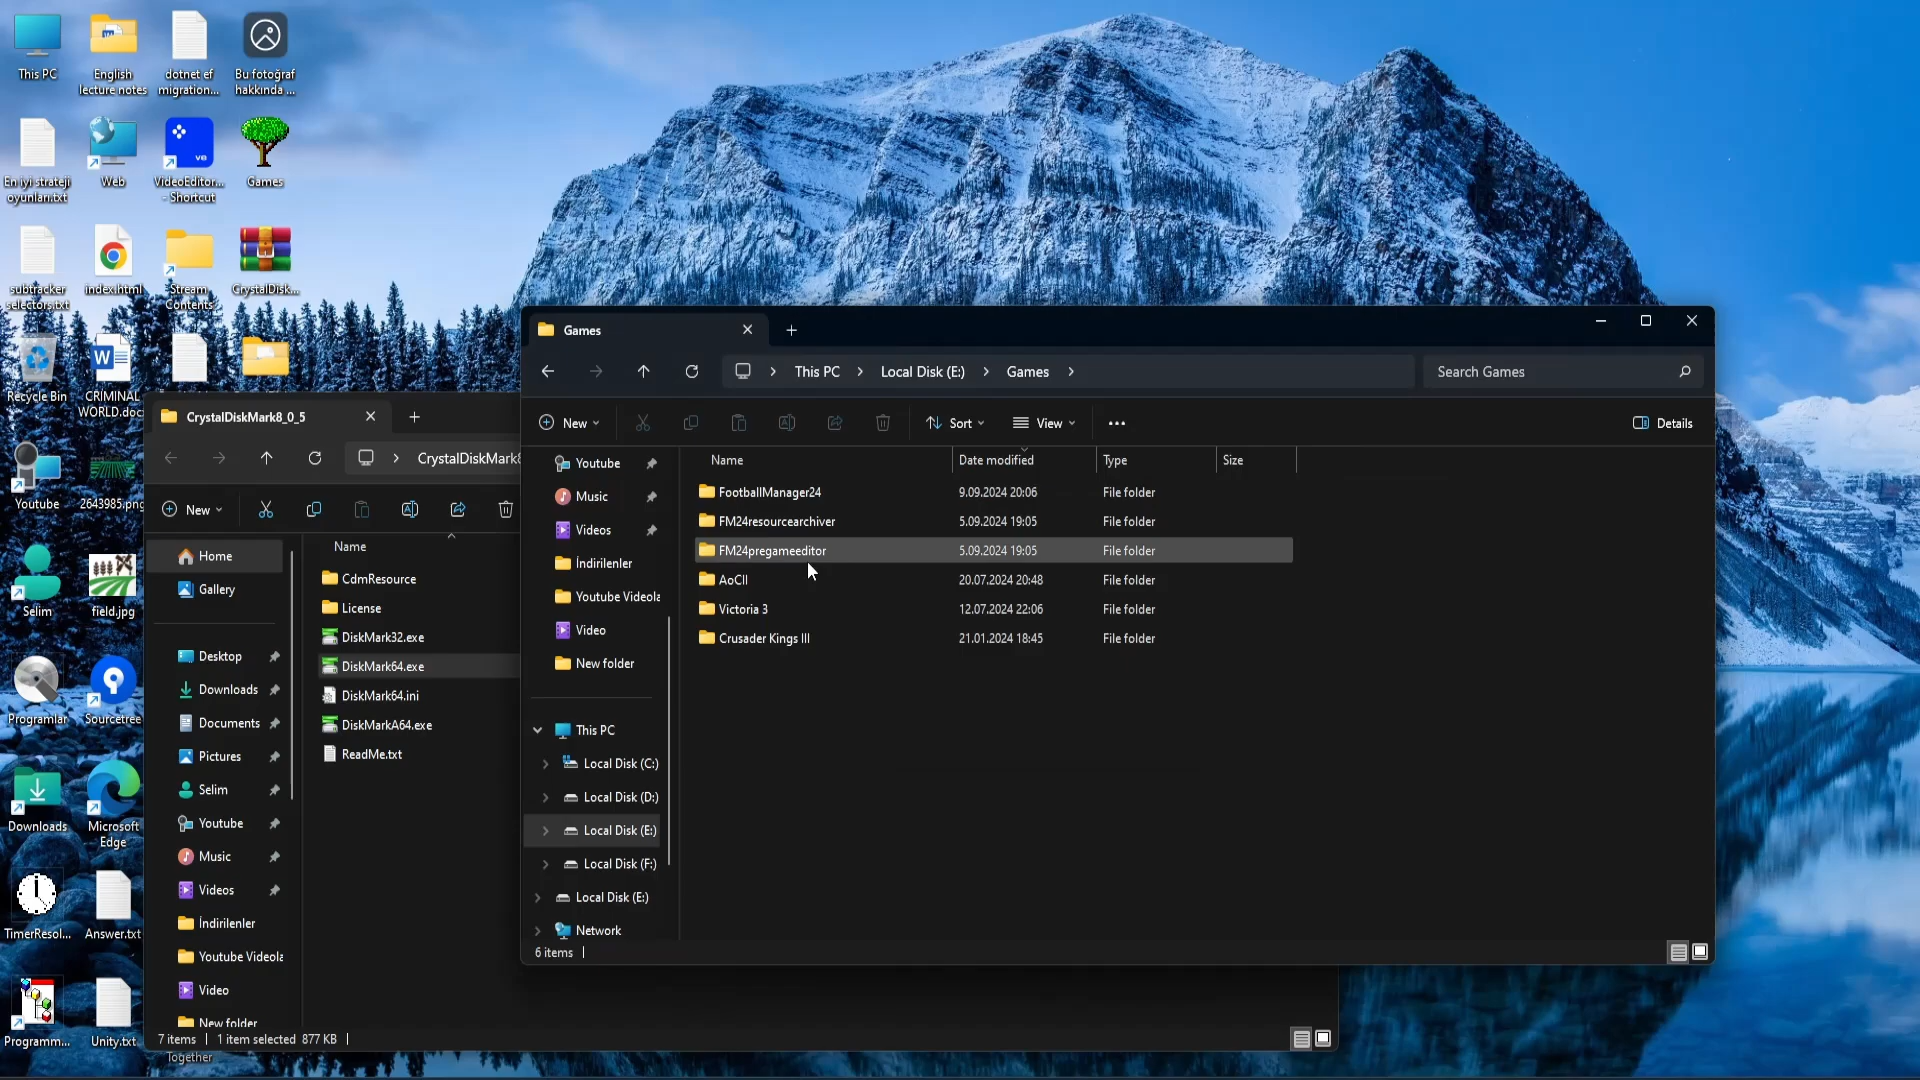 This PC
English
lecture notes
dotnet ef
migration...
Bu fotoğraf
hakkında ...
En iyi strateji
oyunları.txt
Web
VideoEditor...
- Shortcut
Games
subtracker
selectors.txt
index.html
Stream
Contents
CrystalDisk...
Recycle Bin
CRIMINAL
WORLD.docx
Youtube
2643985.png
Selim
field.jpg
Programlar
Sourcetree
Downloads
Microsoft
Edge
TimerResol...
Answer.txt
Programm...
Unity.txt
Together
CrystalDiskMark8_0_5
CrystalDiskMark8
New
Home
Gallery
Desktop
Downloads
Documents
Pictures
Selim
Youtube
Music
Videos
İndirilenler
Youtube Videola
Video
New folder
Name
CdmResource
License
DiskMark32.exe
DiskMark64.exe
DiskMark64.ini
DiskMarkA64.exe
ReadMe.txt
7 items
1 item selected 877 KB
Games
This PC
Local Disk (E:)
Games
Search Games
New
Sort
View
Details
Youtube
Music
Videos
İndirilenler
Youtube Videola
Video
New folder
This PC
Local Disk (C:)
Local Disk (D:)
Local Disk (E:)
Local Disk (F:)
Local Disk (E:)
Network
Name Date modified Type Size
FootballManager24 9.09.2024 20:06 File folder
FM24resourcearchiver 5.09.2024 19:05 File folder
FM24pregameeditor 5.09.2024 19:05 File folder
AoCII 20.07.2024 20:48 File folder
Victoria 3 12.07.2024 22:06 File folder
Crusader Kings III 21.01.2024 18:45 File folder
6 items